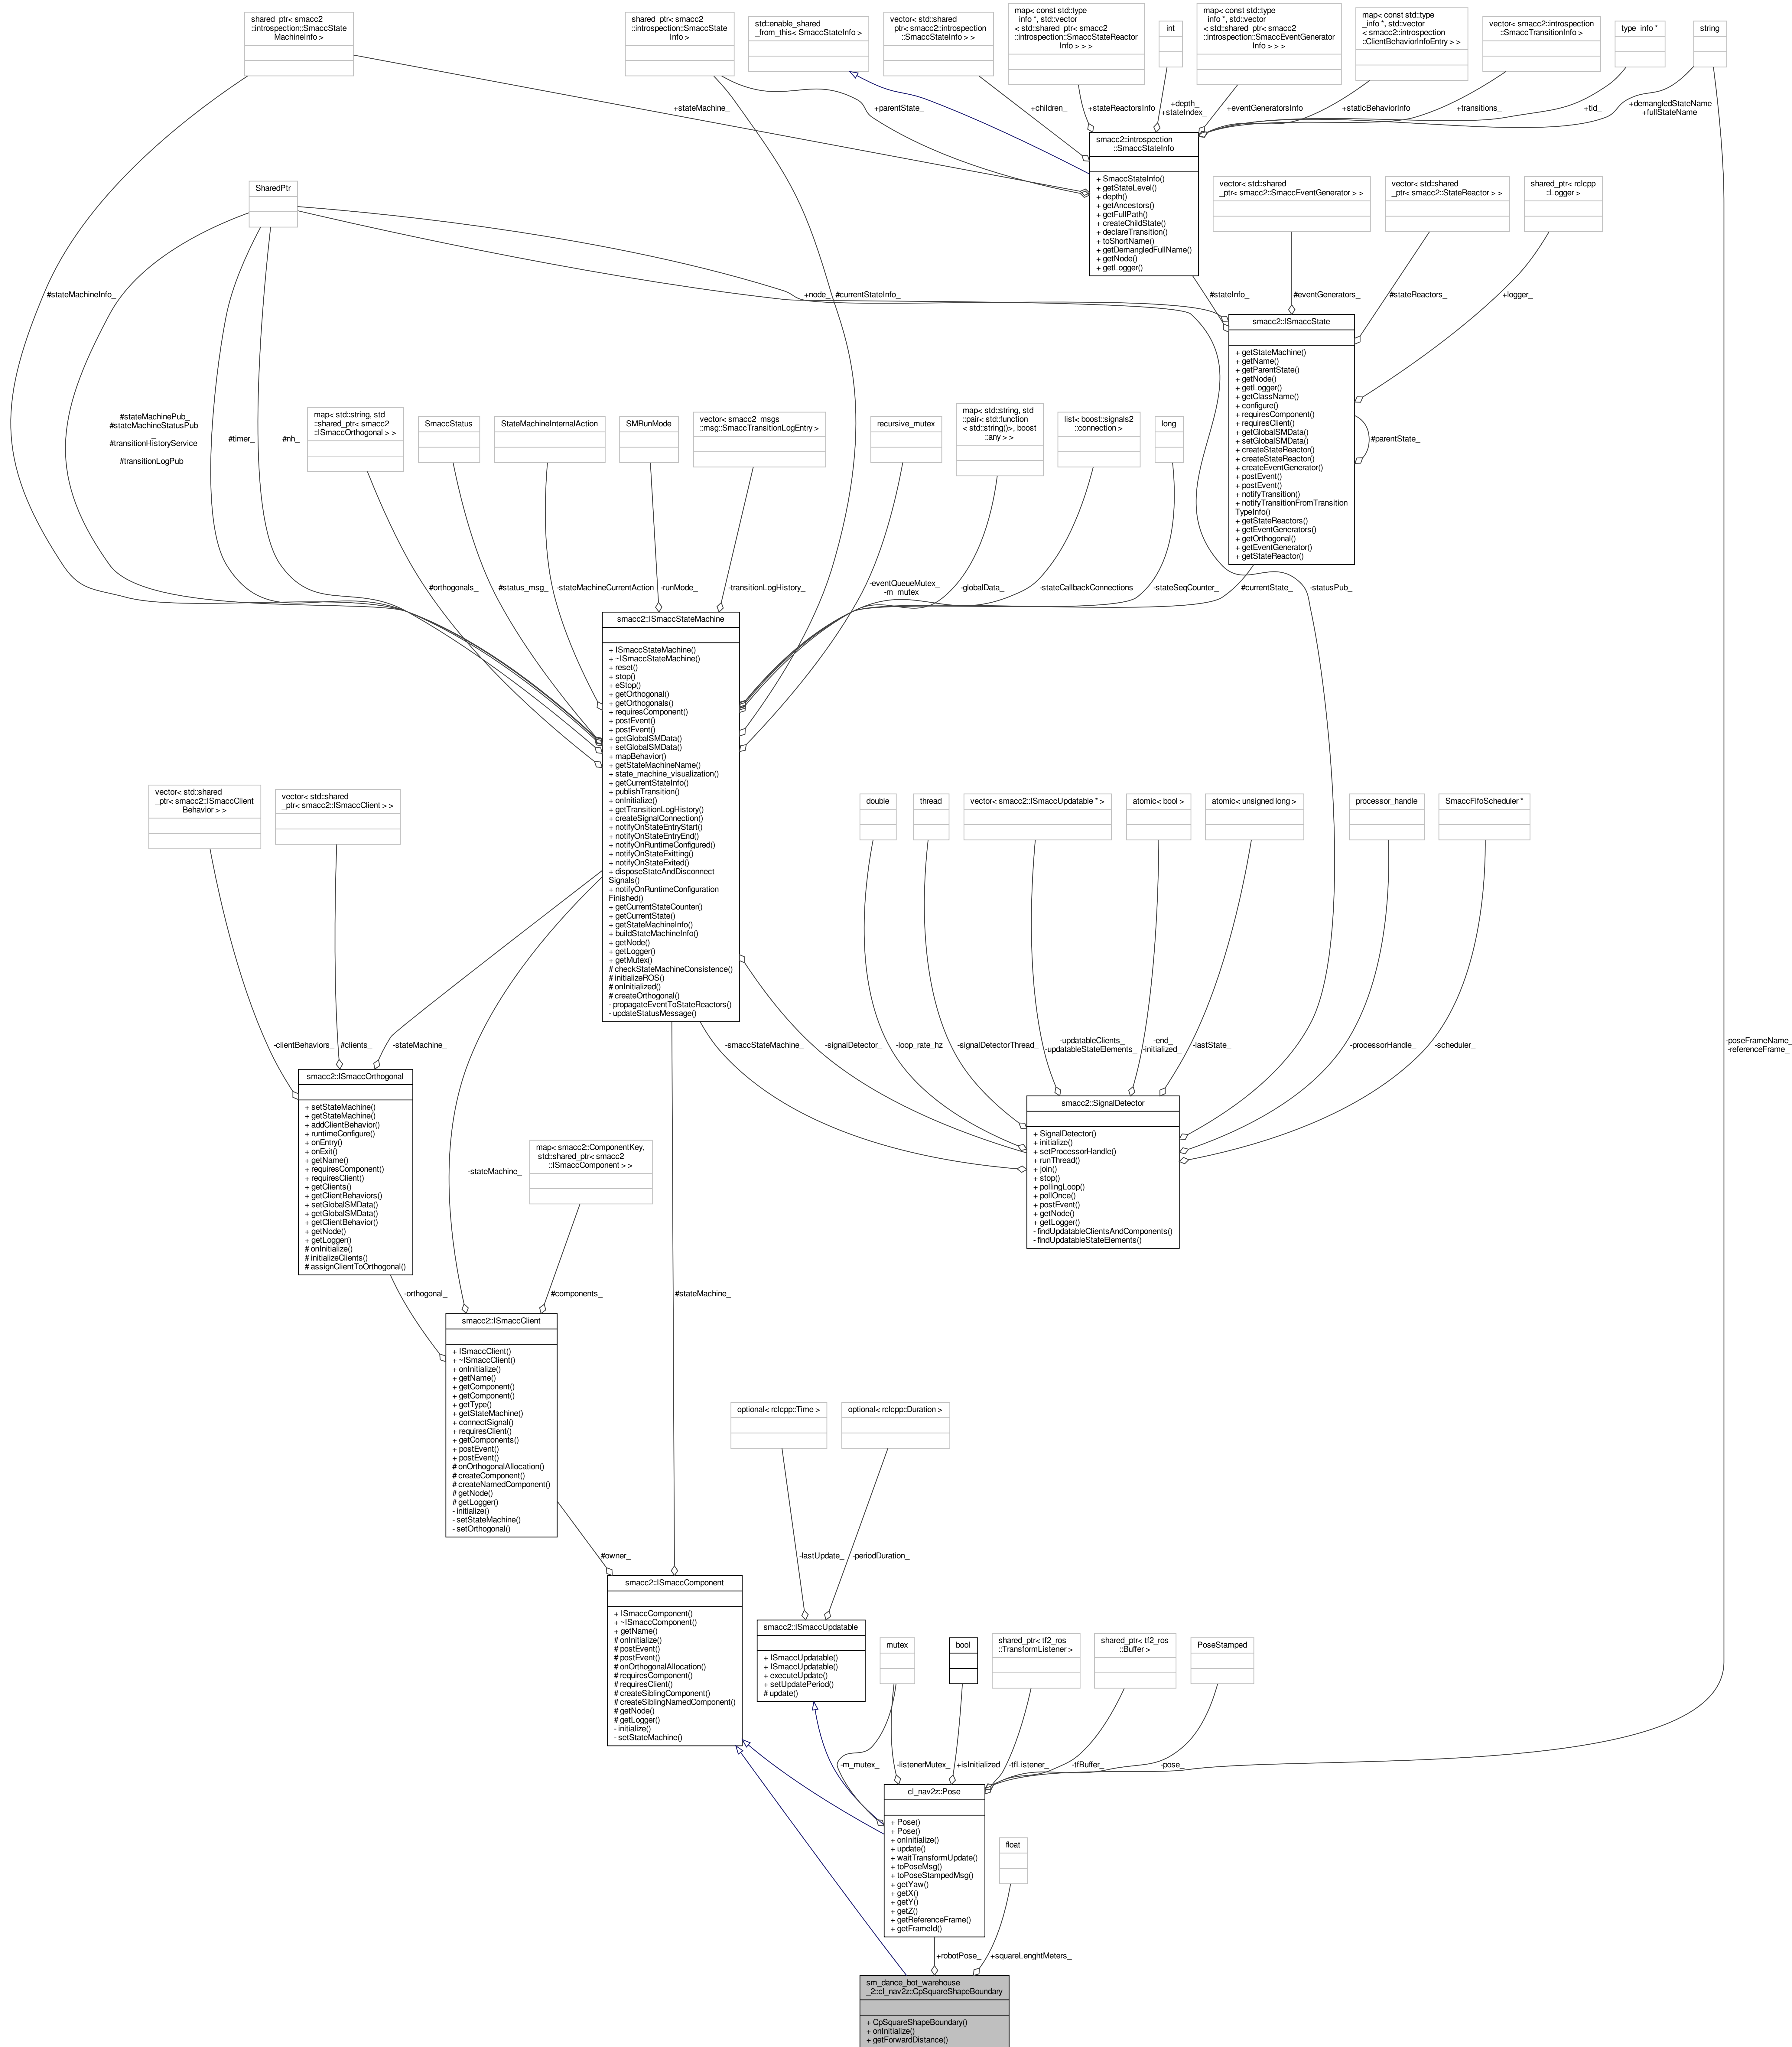 shared_ptr< smacc2
::introspection::SmaccState
MachineInfo >
shared_ptr< smacc2
::introspection::SmaccState
Info >
std::enable_shared
_from_this< SmaccStateInfo >
vector< std::shared
_ptr< smacc2::introspection
::SmaccStateInfo > >
map< const std::type
_info *, std::vector
< std::shared_ptr< smacc2
::introspection::SmaccStateReactor
Info > > >
int
map< const std::type
_info *, std::vector
< std::shared_ptr< smacc2
::introspection::SmaccEventGenerator
Info > > >
map< const std::type
_info *, std::vector
< smacc2::introspection
::ClientBehaviorInfoEntry > >
vector< smacc2::introspection
::SmaccTransitionInfo >
type_info *
string
+stateMachine_
+parentState_
+children_
+stateReactorsInfo
+depth_
+stateIndex_
+eventGeneratorsInfo
+staticBehaviorInfo
+transitions_
+tid_
+demangledStateName
+fullStateName
smacc2::introspection
::SmaccStateInfo
+ SmaccStateInfo()
+ getStateLevel()
+ depth()
+ getAncestors()
+ getFullPath()
+ createChildState()
+ declareTransition()
+ toShortName()
+ getDemangledFullName()
+ getNode()
+ getLogger()
SharedPtr
vector< std::shared
_ptr< smacc2::SmaccEventGenerator > >
vector< std::shared
_ptr< smacc2::StateReactor > >
shared_ptr< rclcpp
::Logger >
#stateMachineInfo_
+node_
#currentStateInfo_
#stateInfo_
#eventGenerators_
#stateReactors_
+logger_
smacc2::ISmaccState
+ getStateMachine()
+ getName()
+ getParentState()
+ getNode()
+ getLogger()
+ getClassName()
+ configure()
+ requiresComponent()
+ requiresClient()
+ getGlobalSMData()
+ setGlobalSMData()
+ createStateReactor()
+ createStateReactor()
+ createEventGenerator()
+ postEvent()
+ postEvent()
+ notifyTransition()
+ notifyTransitionFromTransition
TypeInfo()
+ getStateReactors()
+ getEventGenerators()
+ getOrthogonal()
+ getEventGenerator()
+ getStateReactor()
#parentState_
#stateMachinePub_
#stateMachineStatusPub
_
#transitionHistoryService
_
#transitionLogPub_
#timer_
#nh_
map< std::string, std
::shared_ptr< smacc2
::ISmaccOrthogonal > >
SmaccStatus
StateMachineInternalAction
SMRunMode
vector< smacc2_msgs
::msg::SmaccTransitionLogEntry >
recursive_mutex
map< std::string, std
::pair< std::function
< std::string()>, boost
::any > >
list< boost::signals2
::connection >
long
#orthogonals_
#status_msg_
-stateMachineCurrentAction
-runMode_
-transitionLogHistory_
-eventQueueMutex_
-m_mutex_
-globalData_
-stateCallbackConnections
-stateSeqCounter_
#currentState_
-statusPub_
smacc2::ISmaccStateMachine
+ ISmaccStateMachine()
+ ~ISmaccStateMachine()
+ reset()
+ stop()
+ eStop()
+ getOrthogonal()
+ getOrthogonals()
+ requiresComponent()
+ postEvent()
+ postEvent()
+ getGlobalSMData()
+ setGlobalSMData()
+ mapBehavior()
+ getStateMachineName()
+ state_machine_visualization()
+ getCurrentStateInfo()
+ publishTransition()
+ onInitialize()
+ getTransitionLogHistory()
+ createSignalConnection()
+ notifyOnStateEntryStart()
+ notifyOnStateEntryEnd()
+ notifyOnRuntimeConfigured()
+ notifyOnStateExitting()
+ notifyOnStateExited()
+ disposeStateAndDisconnect
Signals()
+ notifyOnRuntimeConfiguration
Finished()
+ getCurrentStateCounter()
+ getCurrentState()
+ getStateMachineInfo()
+ buildStateMachineInfo()
+ getNode()
+ getLogger()
+ getMutex()
# checkStateMachineConsistence()
# initializeROS()
# onInitialized()
# createOrthogonal()
- propagateEventToStateReactors()
- updateStatusMessage()
vector< std::shared
_ptr< smacc2::ISmaccClient
Behavior > >
vector< std::shared
_ptr< smacc2::ISmaccClient > >
double
thread
vector< smacc2::ISmaccUpdatable * >
atomic< bool >
atomic< unsigned long >
processor_handle
SmaccFifoScheduler *
-clientBehaviors_
#clients_
-stateMachine_
-smaccStateMachine_
-signalDetector_
-loop_rate_hz
-signalDetectorThread_
-updatableClients_
-updatableStateElements_
-end_
-initialized_
-lastState_
-processorHandle_
-scheduler_
-poseFrameName_
-referenceFrame_
smacc2::ISmaccOrthogonal
+ setStateMachine()
+ getStateMachine()
+ addClientBehavior()
+ runtimeConfigure()
+ onEntry()
+ onExit()
+ getName()
+ requiresComponent()
+ requiresClient()
+ getClients()
+ getClientBehaviors()
+ setGlobalSMData()
+ getGlobalSMData()
+ getClientBehavior()
+ getNode()
+ getLogger()
# onInitialize()
# initializeClients()
# assignClientToOrthogonal()
smacc2::SignalDetector
+ SignalDetector()
+ initialize()
+ setProcessorHandle()
+ runThread()
+ join()
+ stop()
+ pollingLoop()
+ pollOnce()
+ postEvent()
+ getNode()
+ getLogger()
- findUpdatableClientsAndComponents()
- findUpdatableStateElements()
-stateMachine_
map< smacc2::ComponentKey,
std::shared_ptr< smacc2
::ISmaccComponent > >
-orthogonal_
#components_
#stateMachine_
smacc2::ISmaccClient
+ ISmaccClient()
+ ~ISmaccClient()
+ onInitialize()
+ getName()
+ getComponent()
+ getComponent()
+ getType()
+ getStateMachine()
+ connectSignal()
+ requiresClient()
+ getComponents()
+ postEvent()
+ postEvent()
# onOrthogonalAllocation()
# createComponent()
# createNamedComponent()
# getNode()
# getLogger()
- initialize()
- setStateMachine()
- setOrthogonal()
optional< rclcpp::Time >
optional< rclcpp::Duration >
#owner_
-lastUpdate_
-periodDuration_
smacc2::ISmaccComponent
+ ISmaccComponent()
+ ~ISmaccComponent()
+ getName()
# onInitialize()
# postEvent()
# postEvent()
# onOrthogonalAllocation()
# requiresComponent()
# requiresClient()
# createSiblingComponent()
# createSiblingNamedComponent()
# getNode()
# getLogger()
- initialize()
- setStateMachine()
smacc2::ISmaccUpdatable
+ ISmaccUpdatable()
+ ISmaccUpdatable()
+ executeUpdate()
+ setUpdatePeriod()
# update()
mutex
bool
shared_ptr< tf2_ros
::TransformListener >
shared_ptr< tf2_ros
::Buffer >
PoseStamped
-m_mutex_
-listenerMutex_
+isInitialized
-tfListener_
-tfBuffer_
-pose_
cl_nav2z::Pose
+ Pose()
+ Pose()
+ onInitialize()
+ update()
+ waitTransformUpdate()
+ toPoseMsg()
+ toPoseStampedMsg()
+ getYaw()
+ getX()
+ getY()
+ getZ()
+ getReferenceFrame()
+ getFrameId()
float
+robotPose_
+squareLenghtMeters_
sm_dance_bot_warehouse
_2::cl_nav2z::CpSquareShapeBoundary
+ CpSquareShapeBoundary()
+ onInitialize()
+ getForwardDistance()